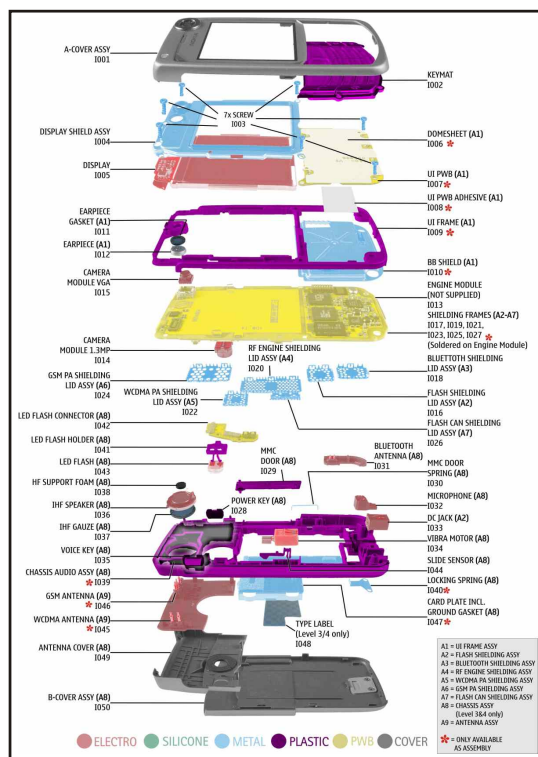 A-COVER ASSY
I001
KEYMAT
I002
7x SCREW
I003
DISPLAY SHIELD ASSY
I004
DOMESHEET (A1)
I006 *
DISPLAY
I005
UI PWB (A1)
I007 *
UI PWB ADHESIVE (A1)
I008 *
EARPIECE
GASKET (A1)
I011
UI FRAME (A1)
I009 *
EARPIECE (A1)
I012
BB SHIELD (A1)
I010 *
CAMERA
MODULE VGA
I015
ENGINE MODULE
(NOT SUPPLIED)
I013
SHIELDING FRAMES (A2-A7)
I017, I019, I021,
I023, I025, I027 *
(Soldered on Engine Module)
CAMERA
MODULE 1.3MP
I014
RF ENGINE SHIELDING
LID ASSY (A4)
I020
GSM PA SHIELDING
LID ASSY (A6)
I024
BLUETTOTH SHIELDING
LID ASSY (A3)
I018
WCDMA PA SHIELDING
LID ASSY (A5)
I022
FLASH SHIELDING
LID ASSY (A2)
I016
FLASH CAN SHIELDING
LID ASSY (A7)
I026
LED FLASH CONNECTOR (A8)
I042
LED FLASH HOLDER (A8)
I041
LED FLASH (A8)
I043
MMC
DOOR (A8)
I029
BLUETOOTH
ANTENNA (A8)
I031
MMC DOOR
SPRING (A8)
I030
HF SUPPORT FOAM (A8)
I038
POWER KEY (A8)
I028
MICROPHONE (A8)
I032
IHF SPEAKER (A8)
I036
DC JACK (A2)
I033
IHF GAUZE (A8)
I037
VIBRA MOTOR (A8)
I034
VOICE KEY (A8)
I035
SLIDE SENSOR (A8)
I044
CHASSIS AUDIO ASSY (A8)
* I039
LOCKING SPRING (A8)
I040 *
GSM ANTENNA (A9)
* I046
CARD PLATE INCL.
GROUND GASKET (A8)
I047 *
WCDMA ANTENNA (A9)
* I045
TYPE LABEL
(Level 3/4 only)
I048
ANTENNA COVER (A8)
I049
B-COVER ASSY (A8)
I050
A1 = UI FRAME ASSY
A2 = FLASH SHIELDING ASSY
A3 = BLUETOOTH SHIELDING ASSY
A4 = RF ENGINE SHIELDING ASSY
A5 = WCDMA PA SHIELDING ASSY
A6 = GSM PA SHIELDING ASSY
A7 = FLASH CAN SHIELDING ASSY
A8 = CHASSI ASSY
(Level 3&4 only)
A9 = ANTENNA ASSY
* = ONLY AVAILABLE
AS ASSEMBLY
ELECTRO SILICONE METAL PLASTIC PWB COVER